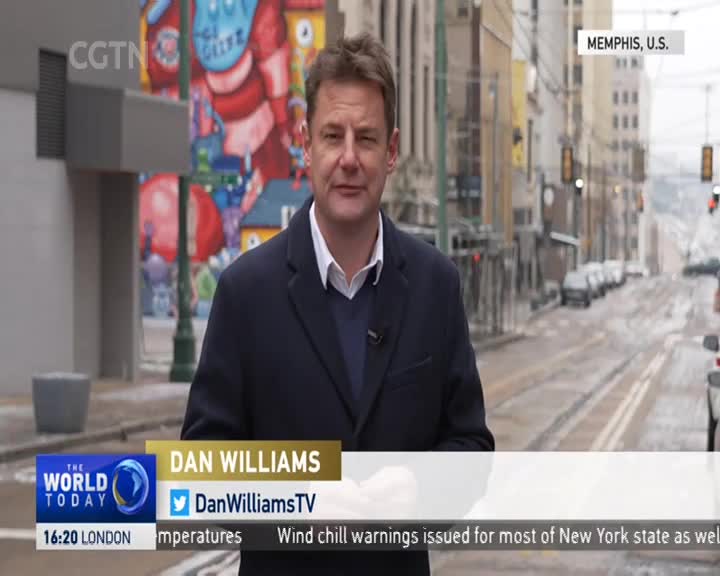 CGTN
MEMPHIS, U.S.
DAN WILLIAMS
DanWilliamsTV
THE
WORLD
TODAY
16:20 LONDON
emperatures Wind chill warnings issued for most of New York state as wel